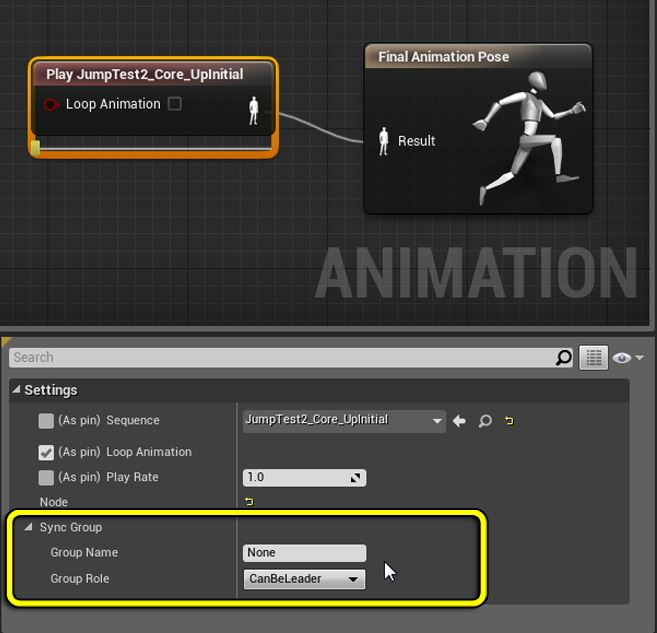 Play JumpTest2_Core_UpInitial
Final Animation Pose
Loop Animation
Result
ANIMATION
Search
Settings
(As pin) Sequence
JumpTest2_Core_UpInitial
(As pin) Loop Animation
(As pin) Play Rate
1.0
Node
Sync Group
Group Name
None
Group Role
CanBeLeader